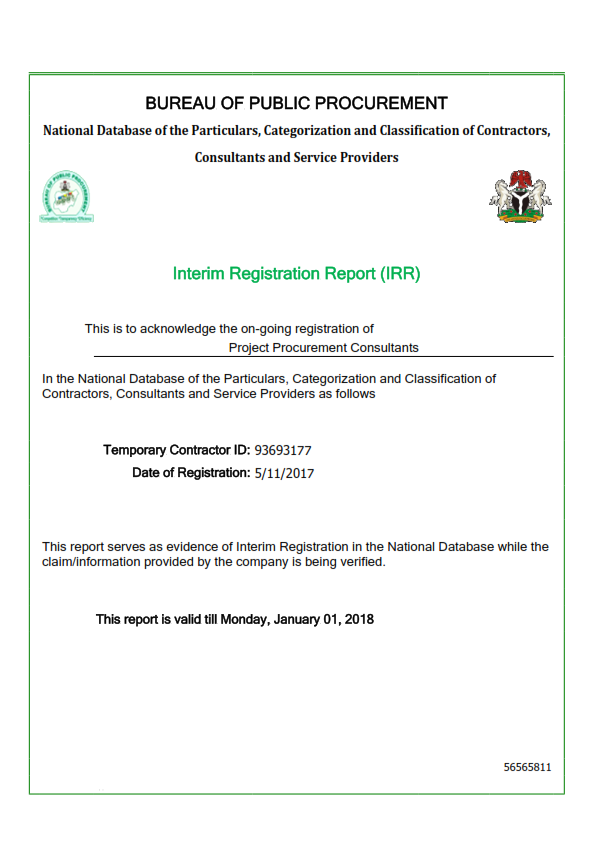 BUREAU OF PUBLIC PROCUREMENT
National Database of the Particulars, Categorization and Classification of Contractors,
Consultants and Service Providers
BUREAU OF PUBLIC PROCUREMENT
Interim Registration Report (IRR)
This is to acknowledge the on-going registration of
Project Procurement Consultants
In the National Database of the Particulars, Categorization and Classification of
Contractors, Consultants and Service Providers as follows
Temporary Contractor ID: 93693177
Date of Registration: 5/11/2017
This report serves as evidence of Interim Registration in the National Database while the
claim/information provided by the company is being verified.
This report is valid till Monday, January 01, 2018
56565811